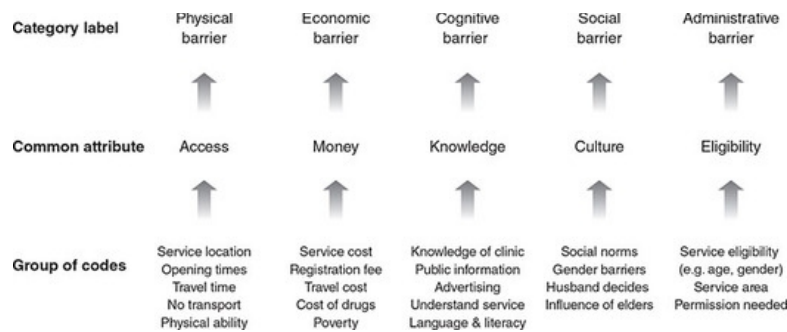 Category label
Physical barrier
Economic barrier
Cognitive barrier
Social barrier
Administrative barrier
Common attribute
Access
Money
Knowledge
Culture
Eligibility
Group of codes
Service location
Opening times
Travel time
No transport
Physical ability
Service cost
Registration fee
Travel cost
Cost of drugs
Poverty
Knowledge of clinic
Public information
Advertising
Understand service
Language & literacy
Social norms
Gender barriers
Husband decides
Influence of elders
Service eligibility
(e.g. age, gender)
Service area
Permission needed